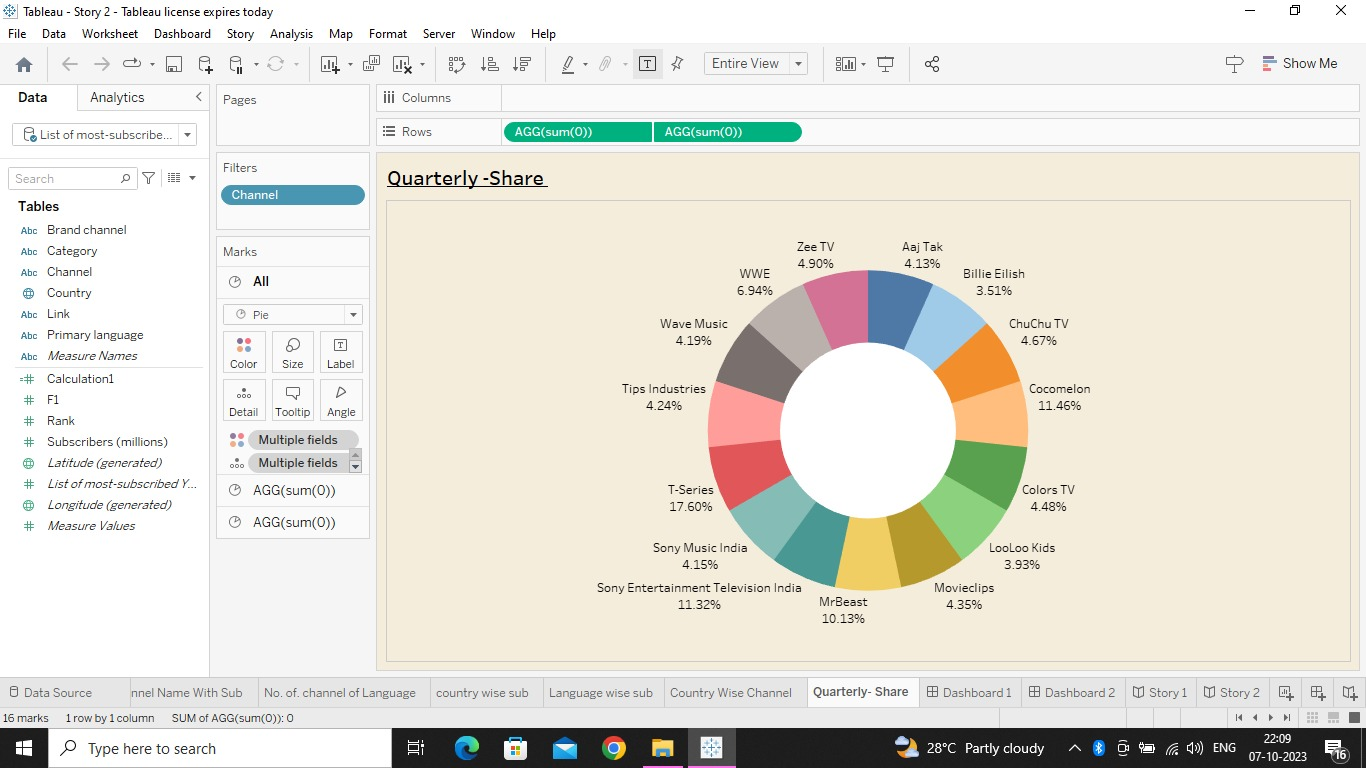 Tableau - Story 2 - Tableau license expires today
File Data Worksheet Dashboard Story Analysis Map Format Server Window Help
Entire View
Show Me
Data Analytics
List of most-subscribe...
Search
Tables
Abc Brand channel
Abc Category
Abc Channel
Country
Abc Link
Abc Primary language
Abc Measure Names
Calculation1
F1
Rank
Subscribers (millions)
Latitude (generated)
List of most-subscribed Y...
Longitude (generated)
Measure Values
Pages
Filters
Channel
Marks
All
Pie
Color Size Label
Detail Tooltip Angle
Multiple fields
Multiple fields
AGG(sum(0))
AGG(sum(0))
Columns
Rows AGG(sum(0)) AGG(sum(0))
Quarterly -Share
Zee TV
4.90%
Aaj Tak
4.13%
WWE
6.94%
Billie Eilish
3.51%
Wave Music
4.19%
ChuChu TV
4.67%
Tips Industries
4.24%
Cocomelon
11.46%
T-Series
17.60%
Colors TV
4.48%
Sony Music India
4.15%
LooLoo Kids
3.93%
Sony Entertainment Television India
11.32%
Movieclips
4.35%
MrBeast
10.13%
Data Source nnel Name With Sub No. of. channel of Language country wise sub Language wise sub Country Wise Channel Quarterly- Share Dashboard 1 Dashboard 2 Story 1 Story 2
16 marks 1 row by 1 column SUM of AGG(sum(0)): 0
Type here to search
28°C Partly cloudy
ENG
22:09
07-10-2023
16